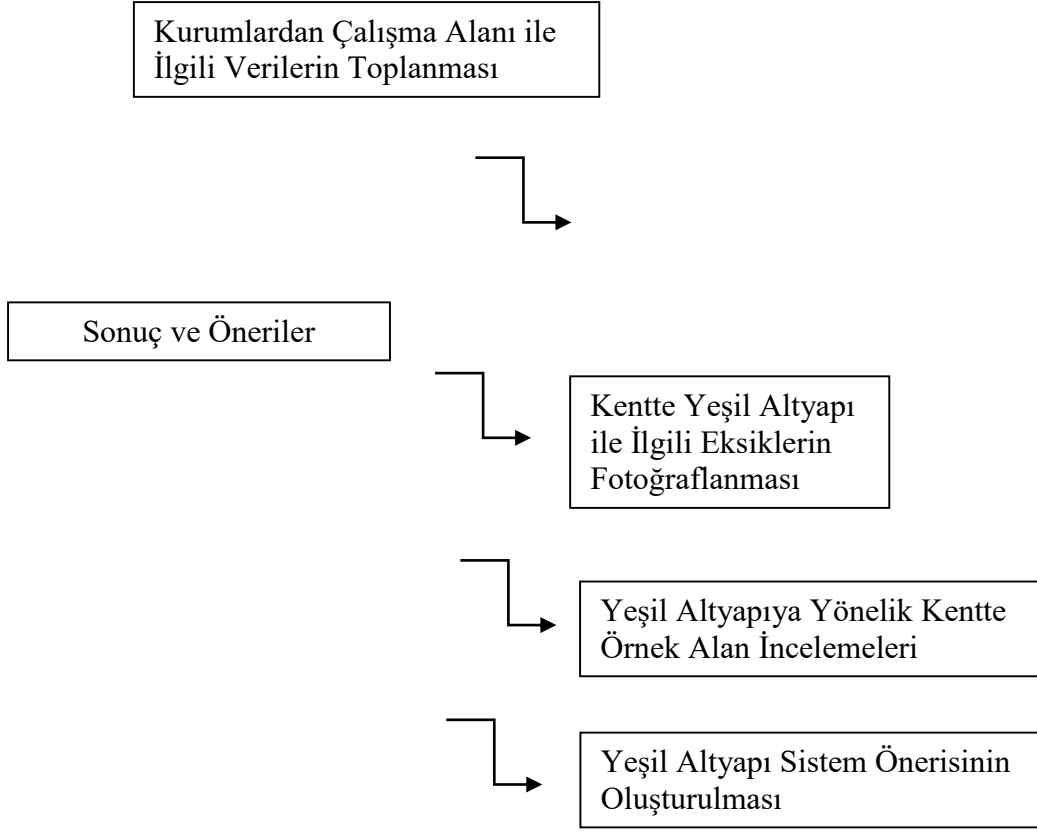 Kurumlardan Çalışma Alanı ile
İlgili Verilerin Toplanması
Sonuç ve Öneriler
Kentte Yeşil Altyapı
ile İlgili Eksiklerin
Fotoğraflanması
Yeşil Altyapıya Yönelik Kentte
Örnek Alan İncelemeleri
Yeşil Altyapı Sistem Önerisinin
Oluşturulması